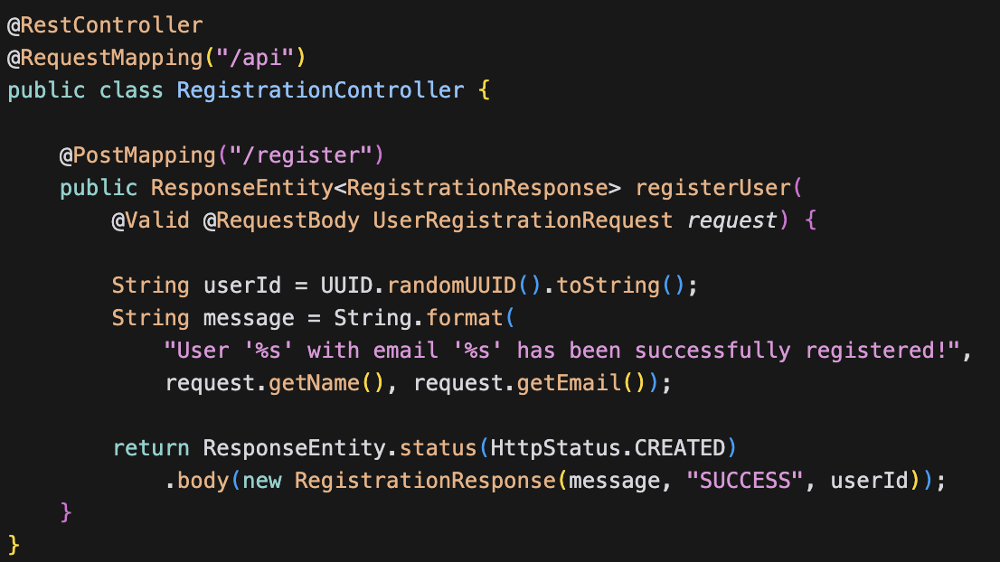 @RestController
@RequestMapping("/api")
public class RegistrationController {
@PostMapping("/register")
public ResponseEntity<RegistrationResponse> registerUser(
@Valid @RequestBody UserRegistrationRequest request) {
String userId = UUID.randomUUID().toString();
String message = String.format(
"User '%s' with email '%s' has been successfully registered!",
request.getName(), request.getEmail());
return ResponseEntity.status(HttpStatus.CREATED)
.body(new RegistrationResponse(message, "SUCCESS", userId));
}
}